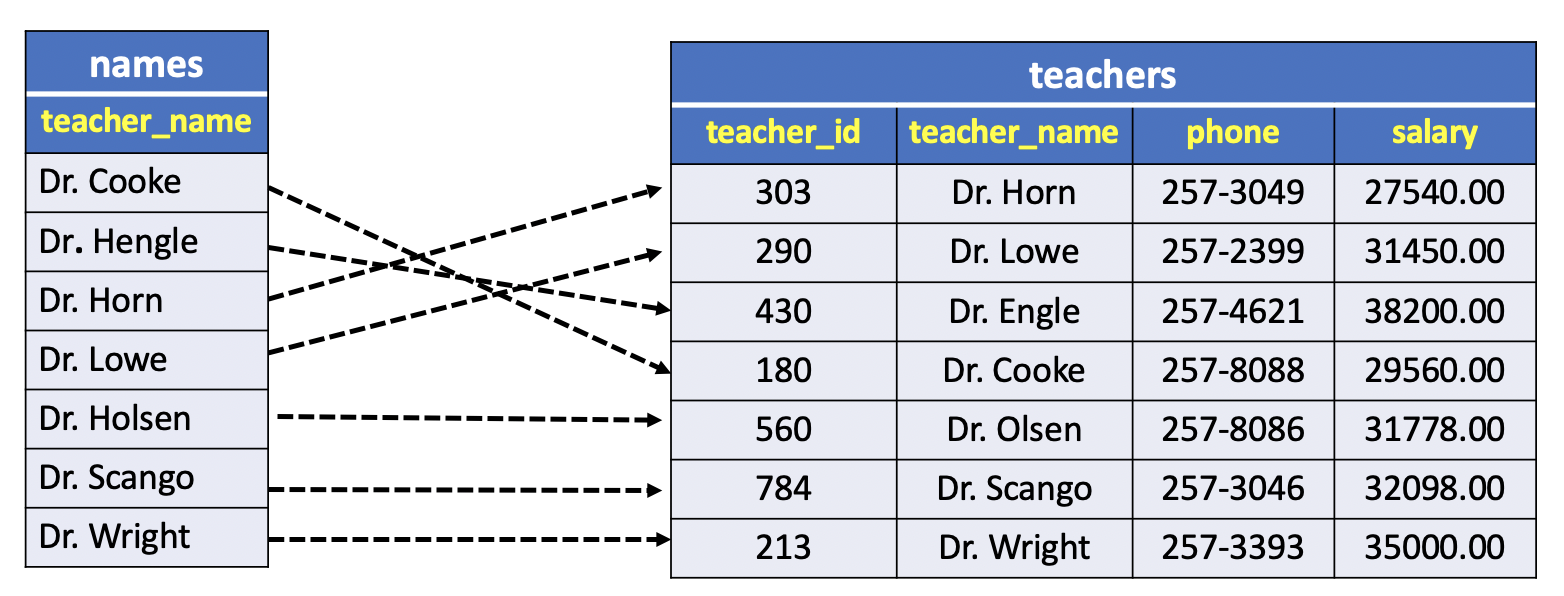 names
teacher_name
Dr. Cooke
Dr. Hengle
Dr. Horn
Dr. Lowe
Dr. Holsen
Dr. Scango
Dr. Wright
teachers
teacher_id teacher_name phone salary
303 Dr. Horn 257-3049 27540.00
290 Dr. Lowe 257-2399 31450.00
430 Dr. Engle 257-4621 38200.00
180 Dr. Cooke 257-8088 29560.00
560 Dr. Olsen 257-8086 31778.00
784 Dr. Scango 257-3046 32098.00
213 Dr. Wright 257-3393 35000.00